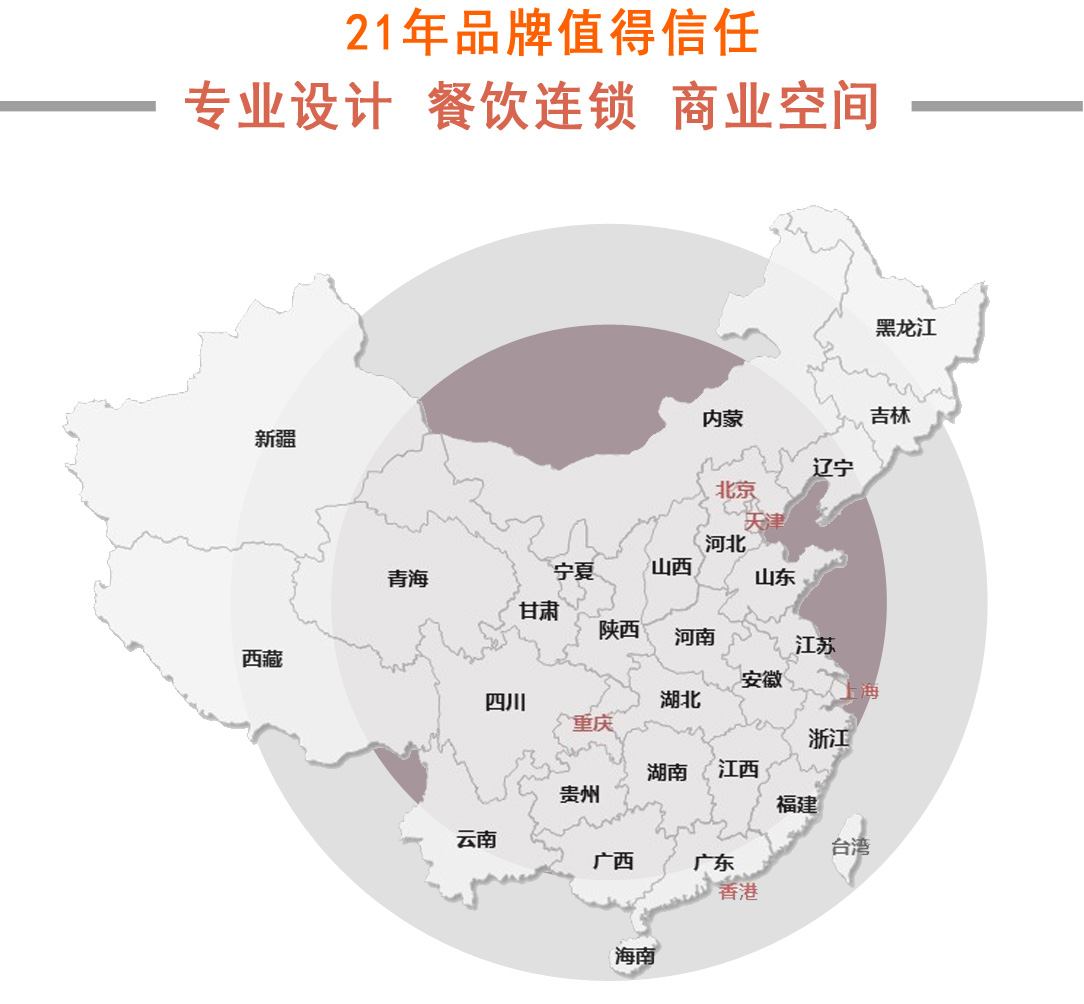 21年品牌值得信任
专业设计 餐饮连锁 商业空间
黑龙江
吉林
内蒙
新疆
辽宁
北京
天津
河北
山西
宁夏
青海
山东
甘肃
陕西
河南
江苏
西藏
安徽
上海
四川
湖北
重庆
浙江
湖南
江西
贵州
福建
云南
台湾
广西
广东
香港
海南